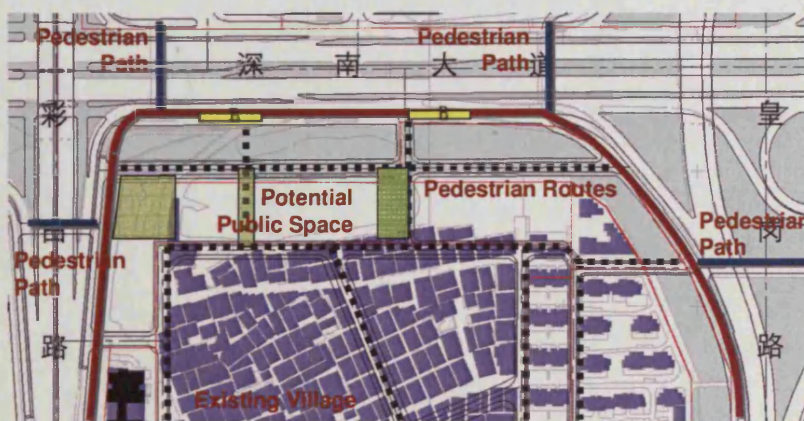 Pedestrian
Path
Pedestrian
Path
深南大道
彩
路
皇
路
B
B
Potential
Public Space
Pedestrian Routes
Pedestrian
Path
Pedestrian
Path
Existing Village